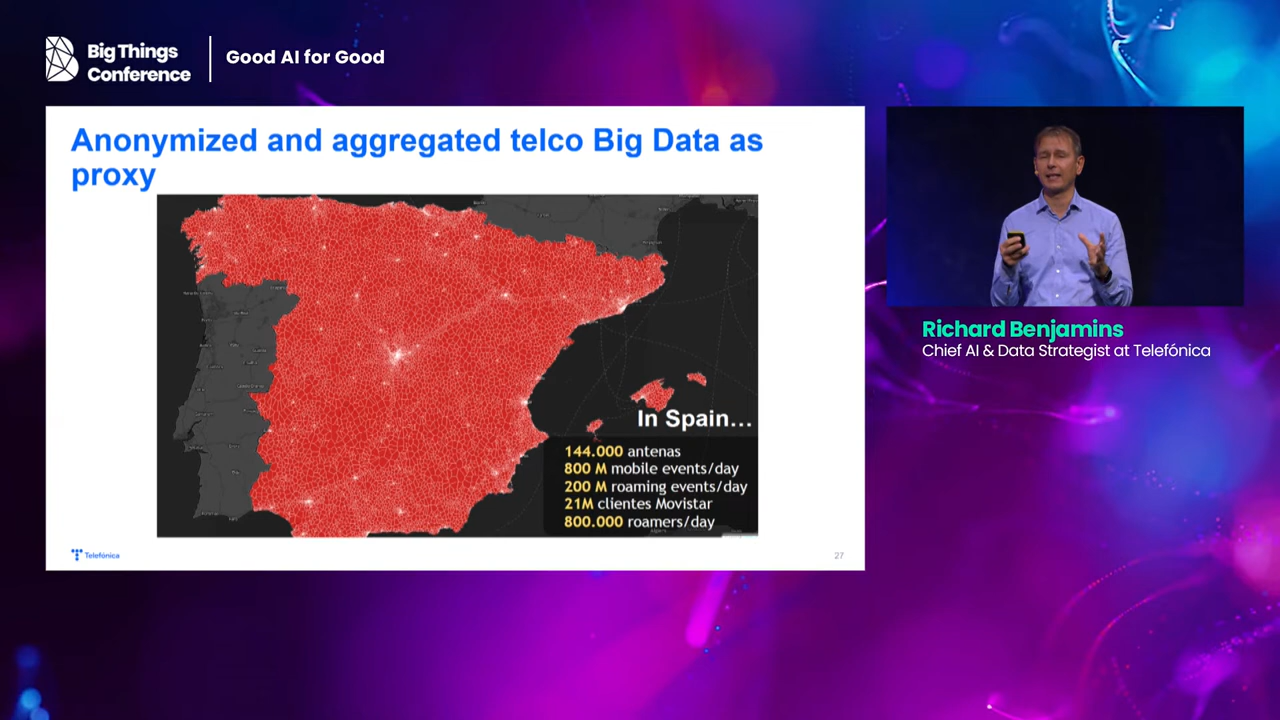 Big Things
Conference
Good AI for Good
Anonymized and aggregated telco Big Data as
proxy
In Spain…
144.000 antenas
800 M mobile events/day
200 M roaming events/day
21M clientes Movistar
800.000 roamers/day
Telefónica
27
Richard Benjamins
Chief AI & Data Strategist at Telefónica